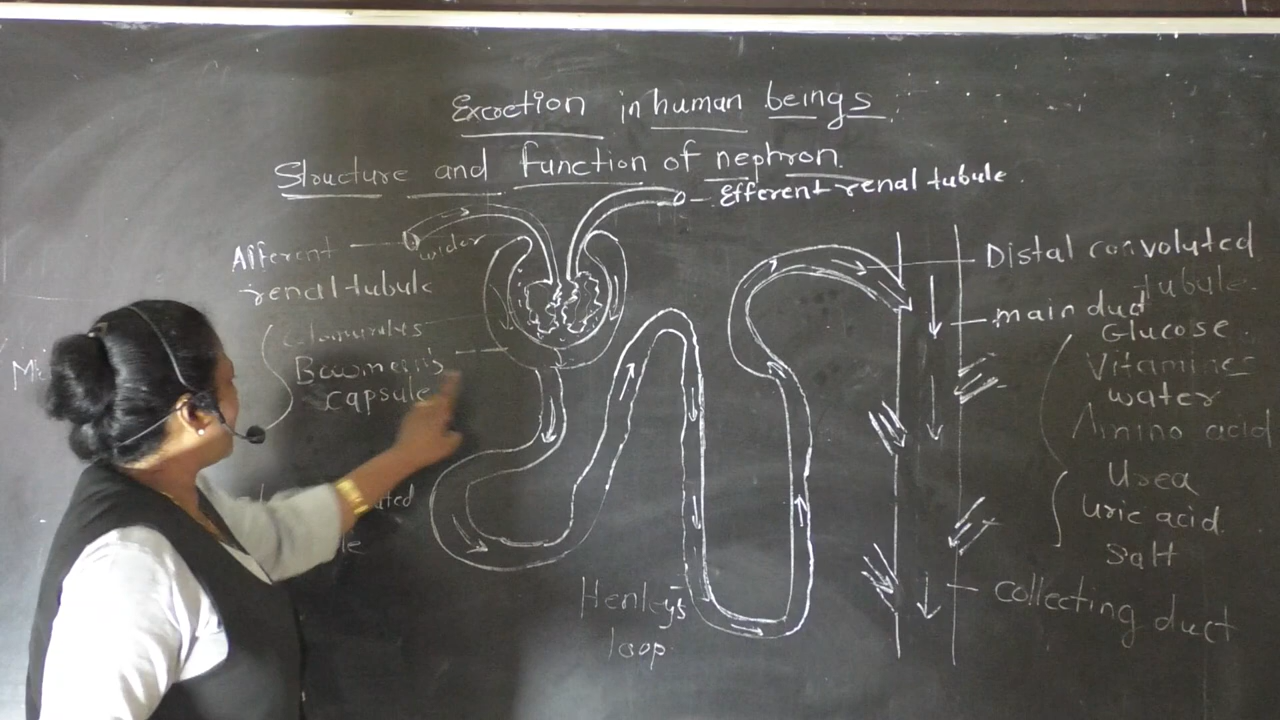 Excretion in human beings
Structure and function of nephron.
Efferent renal tubule.
Afferent
wider
renal tubule
Glomerules
Bowmen's
capsule
Henley's
loop
Distal convoluted
tubule.
main duct
Glucose
Vitamines
water
Amino acid
Urea
Uric acid
Salt
collecting duct